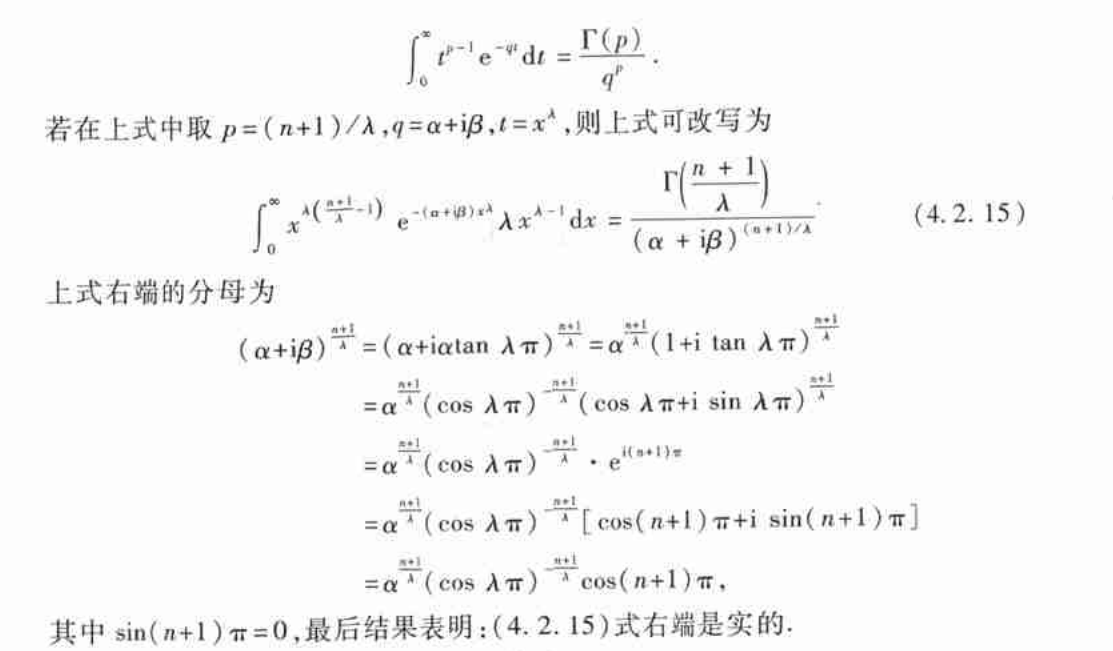 ∫₀^∞ t^{p-1} e^{-qt} dt = Γ(p)/q^p .
若在上式中取 p=(n+1)/λ,q=α+iβ,t=x^λ,则上式可改写为
∫₀^∞ x^{λ((n+1)/λ-1)} e^{-(α+iβ)x^λ} λx^{λ-1} dx = Γ((n+1)/λ)/(α+iβ)^{(n+1)/λ}. (4.2.15)
上式右端的分母为
(α+iβ)^{(n+1)/λ} = (α+iαtan λπ)^{(n+1)/λ} = α^{(n+1)/λ}(1+i tan λπ)^{(n+1)/λ}
=α^{(n+1)/λ}(cos λπ)^{-(n+1)/λ}(cos λπ+i sin λπ)^{(n+1)/λ}
=α^{(n+1)/λ}(cos λπ)^{-(n+1)/λ} · e^{i(n+1)π}
=α^{(n+1)/λ}(cos λπ)^{-(n+1)/λ}[cos(n+1)π+i sin(n+1)π]
=α^{(n+1)/λ}(cos λπ)^{-(n+1)/λ}cos(n+1)π,
其中 sin(n+1)π=0,最后结果表明:(4.2.15)式右端是实的.